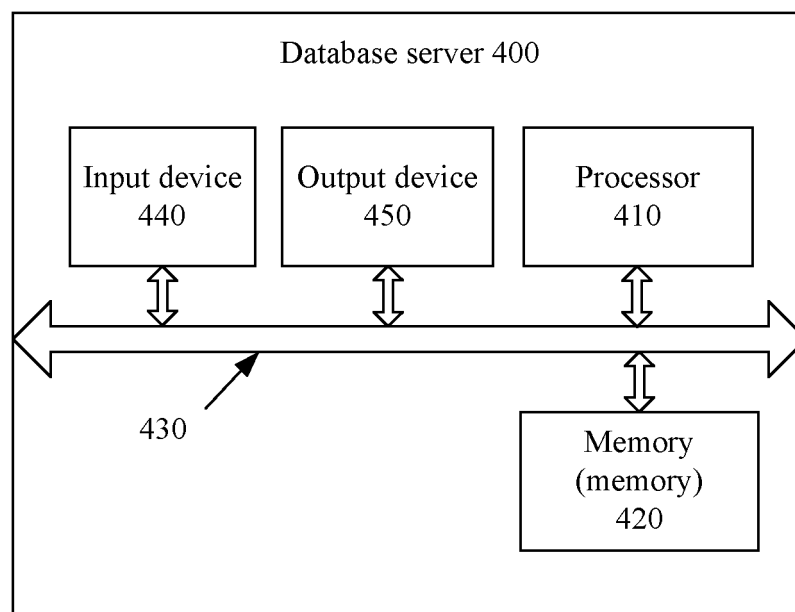 Database server 400
Input device
440
Output device
450
Processor
410
430
Memory
(memory)
420